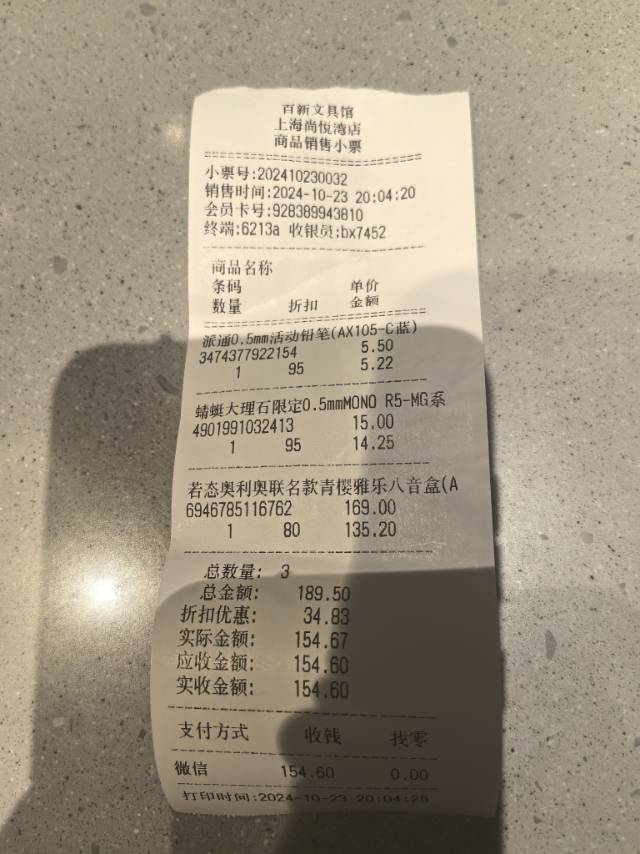 百新文具馆
上海尚悦湾店
商品销售小票
小票号:202410230032
销售时间:2024-10-23 20:04:20
会员卡号:928389943810
终端:6213a 收银员:bx7452
商品名称
条码 单价
数量 折扣 金额
派通0.5mm活动铅笔(AX105-C蓝)
3474377922154 5.50
1 95 5.22
蜻蜓大理石限定0.5mmMONO R5-MG系
4901991032413 15.00
1 95 14.25
若态奥利奥联名款青樱雅乐八音盒(A
6946785116762 169.00
1 80 135.20
总数量: 3
总金额: 189.50
折扣优惠: 34.83
实际金额: 154.67
应收金额: 154.60
实收金额: 154.60
支付方式 收钱 找零
微信 154.60 0.00
打印时间:2024-10-23 20:04:25